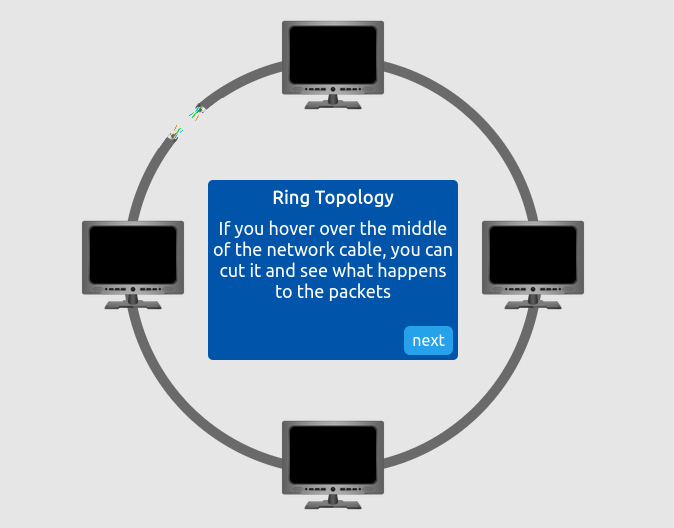 Ring Topology
If you hover over the middle
of the network cable, you can
cut it and see what happens
to the packets
next